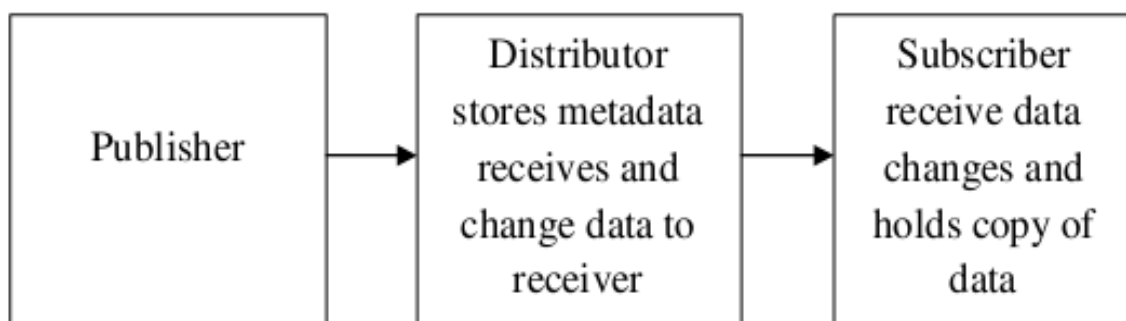 Publisher
Distributor
stores metadata
receives and
change data to
receiver
Subscriber
receive data
changes and
holds copy of
data